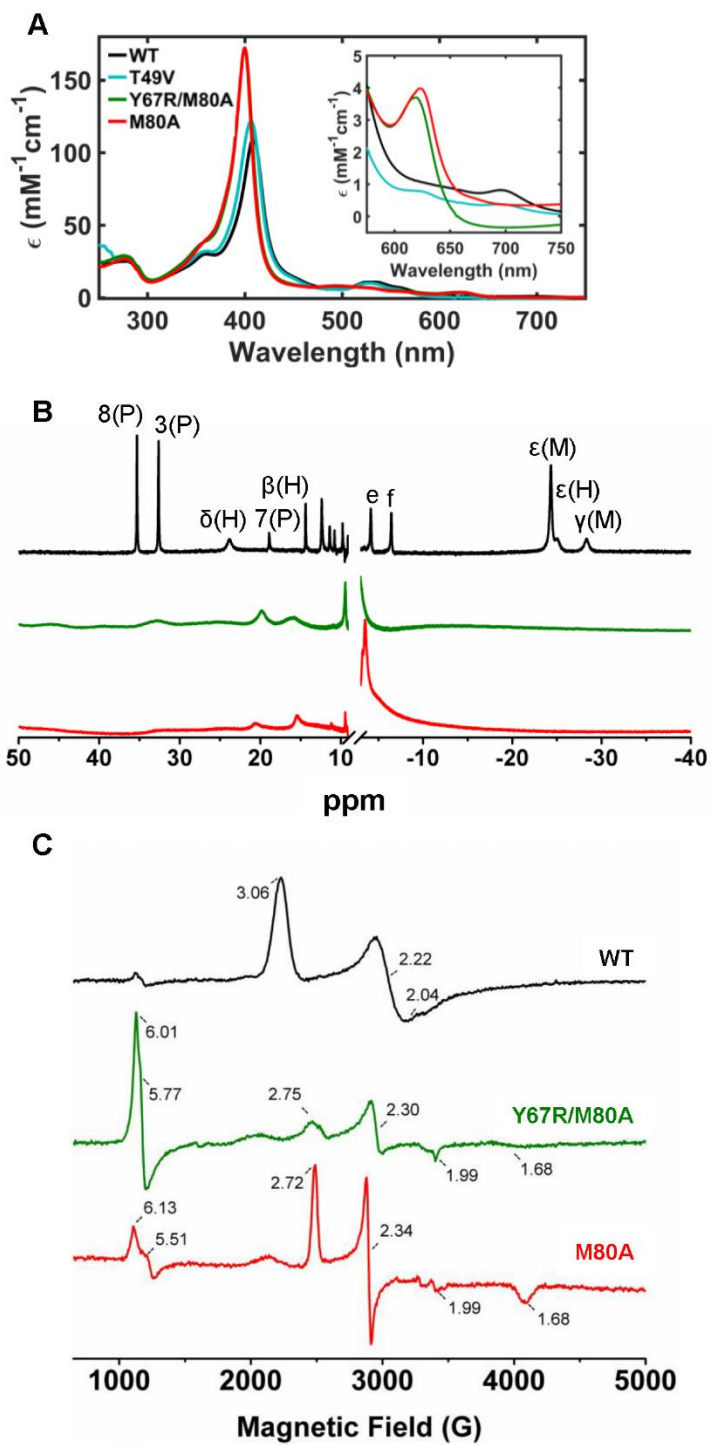 A
WT
T49V
Y67R/M80A
M80A
150
100
50
0
ϵ (mM⁻¹cm⁻¹)
300
400
500
600
700
Wavelength (nm)
5
4
3
2
1
0
ϵ (mM⁻¹cm⁻¹)
600
650
700
750
Wavelength (nm)
B
8(P)
3(P)
δ(H)
7(P)
β(H)
e
f
ε(M)
ε(H)
γ(M)
50
40
30
20
10
-10
-20
-30
-40
ppm
C
3.06
2.22
2.04
WT
6.01
5.77
2.75
2.30
1.99
1.68
Y67R/M80A
6.13
5.51
2.72
2.34
1.99
1.68
M80A
1000
2000
3000
4000
5000
Magnetic Field (G)